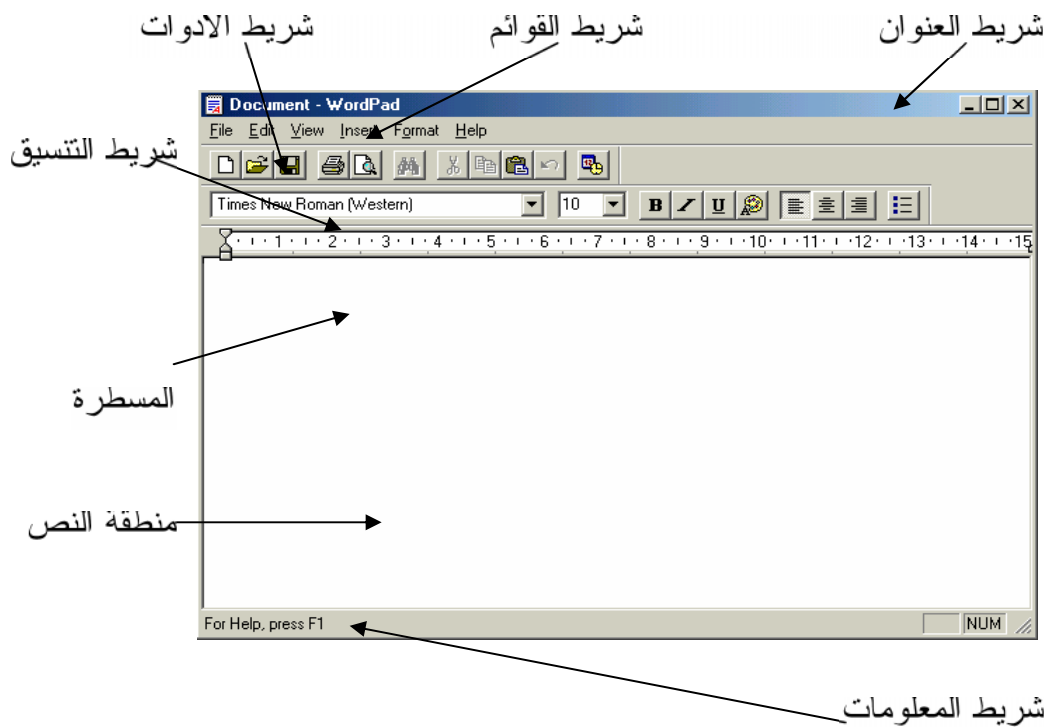 شريط العنوان
شريط القوائم
شريط الادوات
Document - WordPad
File Edit View Insert Format Help
شريط التنسيق
Times New Roman (Western) 10 B I U A
1 2 3 4 5 6 7 8 9 10 11 12 13 14 15
المسطرة
منطقة النص
For Help, press F1 NUM
شريط المعلومات